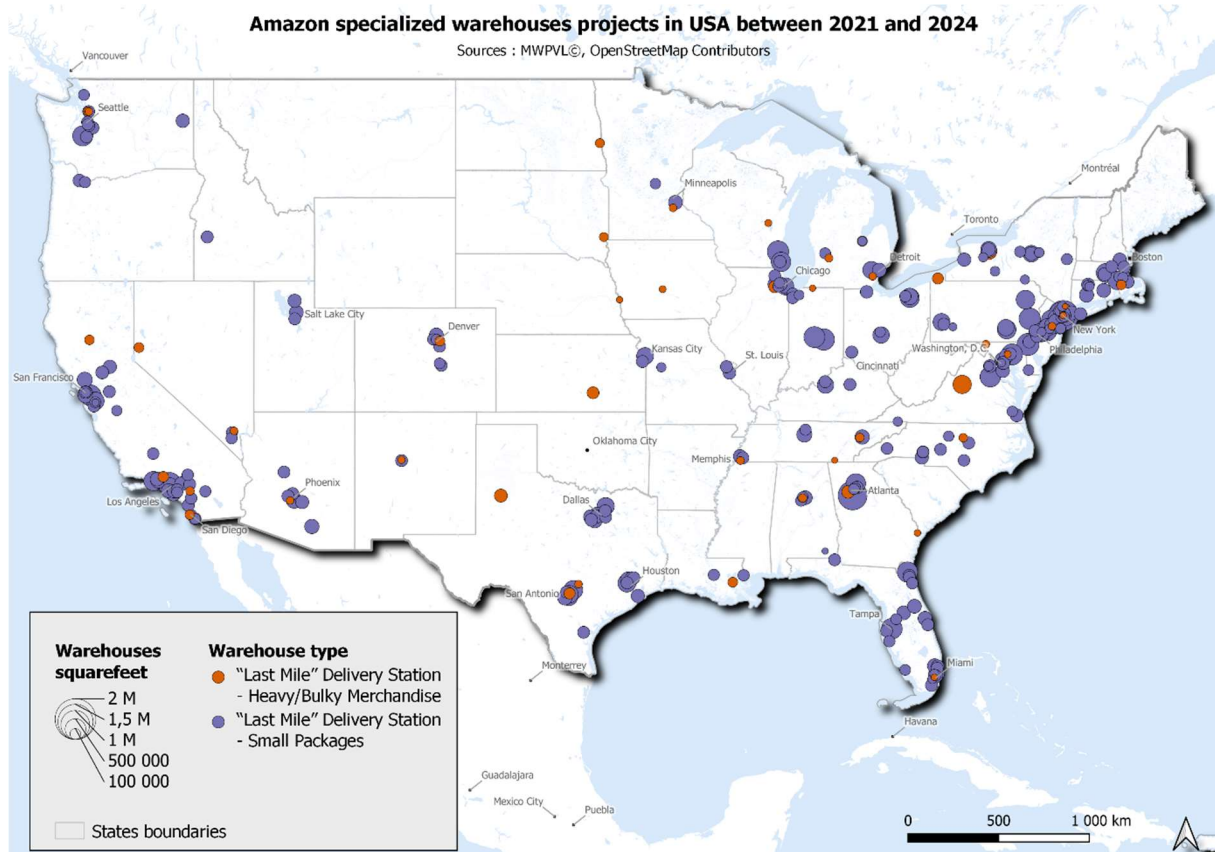 Amazon specialized warehouses projects in USA between 2021 and 2024
Sources : MWPVL©, OpenStreetMap Contributors
Vancouver
Seattle
Montréal
Minneapolis
Toronto
Boston
Detroit
Chicago
Salt Lake City
Denver
New York
Kansas City
Washington, D.C.
Philadelphia
St. Louis
Cincinnati
San Francisco
Oklahoma City
Memphis
Phoenix
Los Angeles
Dallas
Atlanta
San Diego
Houston
San Antonio
Tampa
Miami
Monterrey
Havana
Guadalajara
Mexico City
Puebla
Warehouses
squarefeet
2 M
1,5 M
1 M
500 000
100 000
Warehouse type
“Last Mile” Delivery Station
- Heavy/Bulky Merchandise
“Last Mile” Delivery Station
- Small Packages
States boundaries
0 500 1 000 km